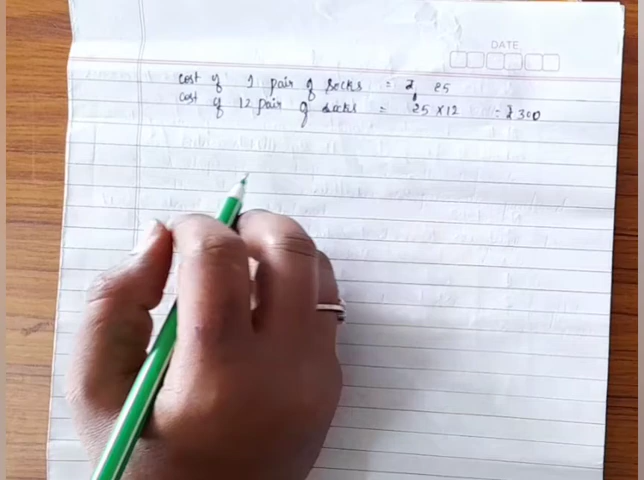 DATE
cost of 1 pair of socks = ₹ 25
cost of 12 pair of socks = 25 × 12 = ₹ 300